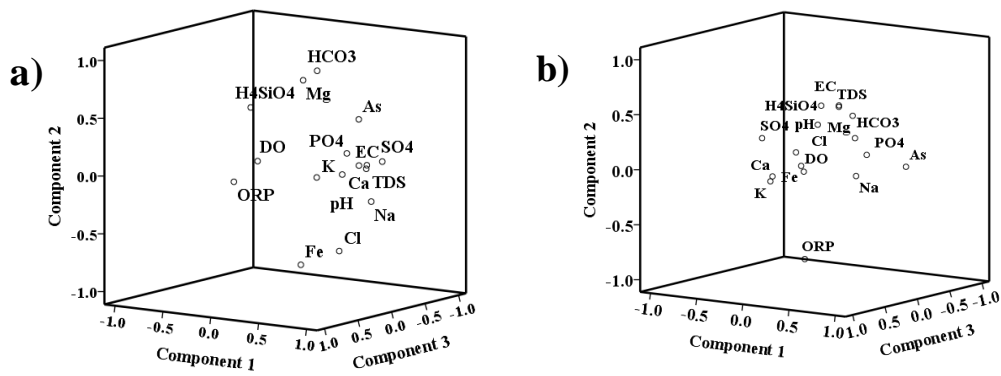 a)
HCO3
Mg
H4SiO4
As
PO4
EC
SO4
DO
K
Ca
TDS
ORP
pH
Na
Cl
Fe
1.0
0.5
0.0
-0.5
-1.0
Component 2
-1.0
-0.5
0.0
0.5
1.0
Component 1
1.0
0.5
0.0
-0.5
-1.0
Component 3
b)
EC
TDS
H4SiO4
SO4
pH
Mg
HCO3
Cl
PO4
As
Ca
Fe
DO
Na
K
ORP
1.0
0.5
0.0
-0.5
-1.0
Component 2
-1.0
-0.5
0.0
0.5
1.0
Component 1
1.0
0.5
0.0
-0.5
-1.0
Component 3